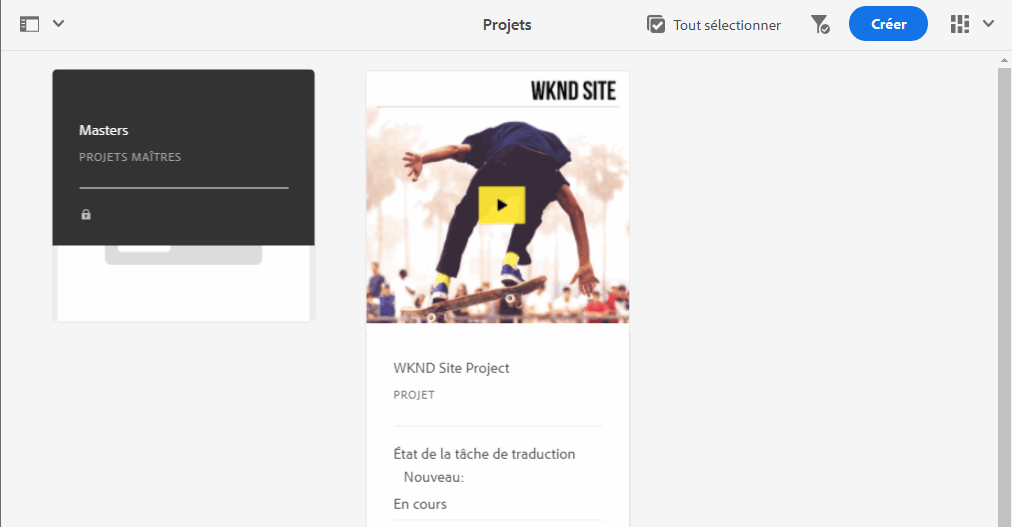 Projets
Tout sélectionner
Créer
Masters
PROJETS MAÎTRES
WKND SITE
WKND Site Project
PROJET
État de la tâche de traduction
Nouveau:
En cours